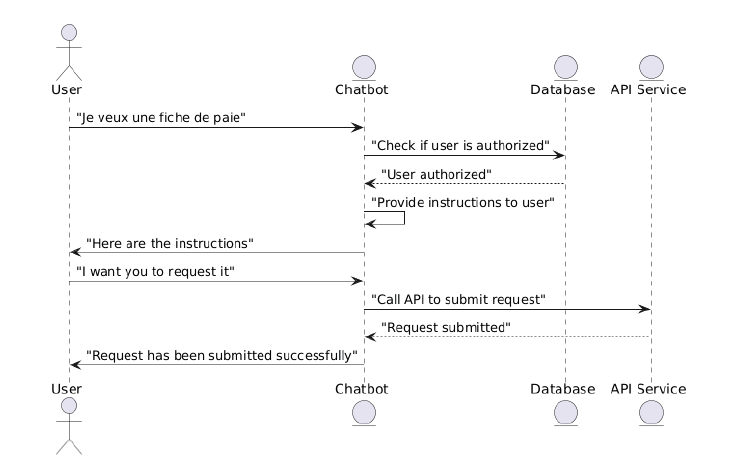 User
Chatbot
Database
API Service
"Je veux une fiche de paie"
"Check if user is authorized"
"User authorized"
"Provide instructions to user"
"Here are the instructions"
"I want you to request it"
"Call API to submit request"
"Request submitted"
"Request has been submitted successfully"
User
Chatbot
Database
API Service